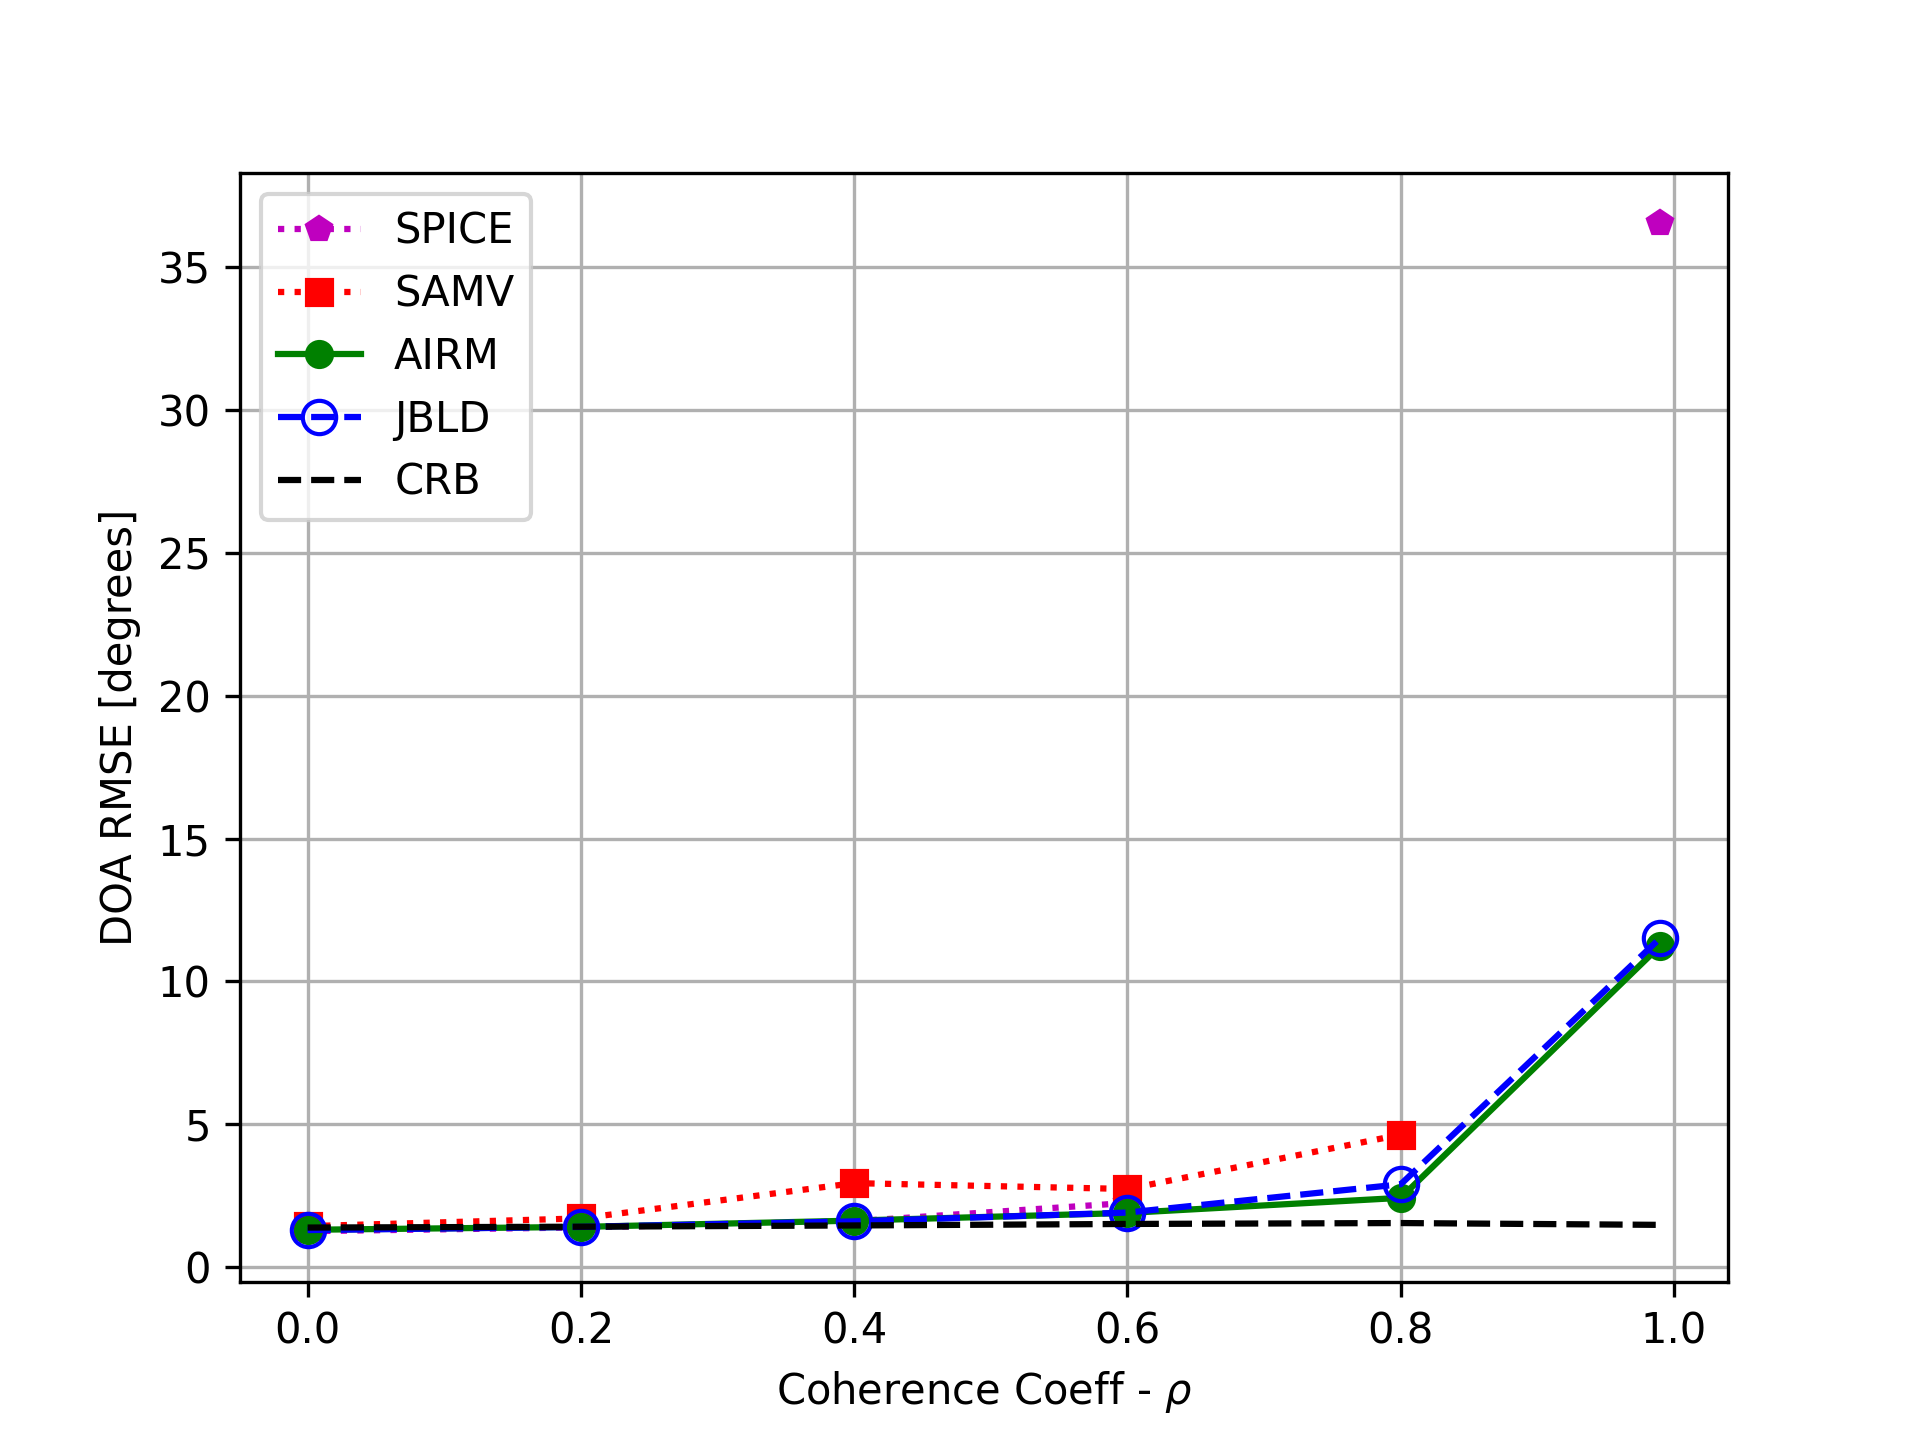 SPICE
SAMV
AIRM
JBLD
CRB
35
30
25
20
15
10
5
0
DOA RMSE [degrees]
0.0 0.2 0.4 0.6 0.8 1.0
Coherence Coeff - ρ